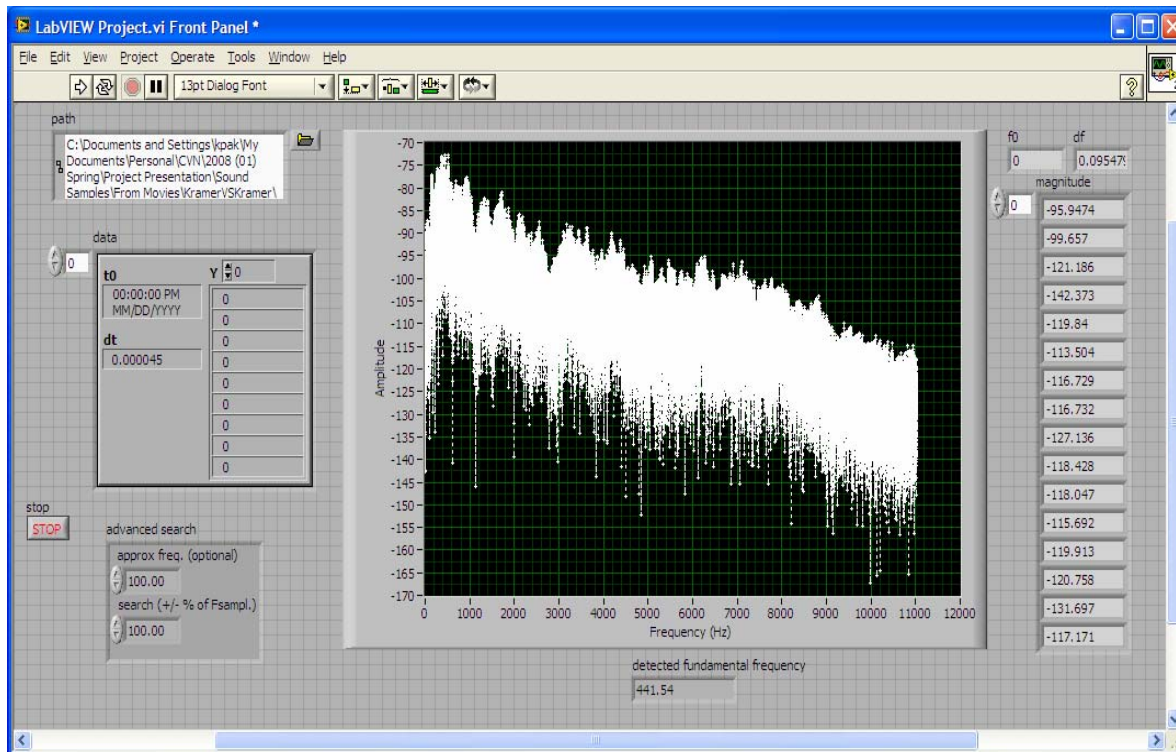 LabVIEW Project.vi Front Panel *
File Edit View Project Operate Tools Window Help
13pt Dialog Font
?
path
C:\Documents and Settings\kpak\My
Documents\Personal\CVN\2008 (01)
Spring\Project Presentation\Sound
Samples\From Movies\KramerVSKramer\
data
0
t0
00:00:00 PM
MM/DD/YYYY
dt
0.000045
Y 0
0
0
0
0
0
0
0
0
0
stop
STOP
advanced search
approx freq. (optional)
100.00
search (+/- % of Fsampl.)
100.00
Amplitude
-70
-75
-80
-85
-90
-95
-100
-105
-110
-115
-120
-125
-130
-135
-140
-145
-150
-155
-160
-165
-170
0 1000 2000 3000 4000 5000 6000 7000 8000 9000 10000 11000 12000
Frequency (Hz)
detected fundamental frequency
441.54
f0 df
0 0.095479
magnitude
0
-95.9474
-99.657
-121.186
-142.373
-119.84
-113.504
-116.729
-116.732
-127.136
-118.428
-118.047
-115.692
-119.913
-120.758
-131.697
-117.171